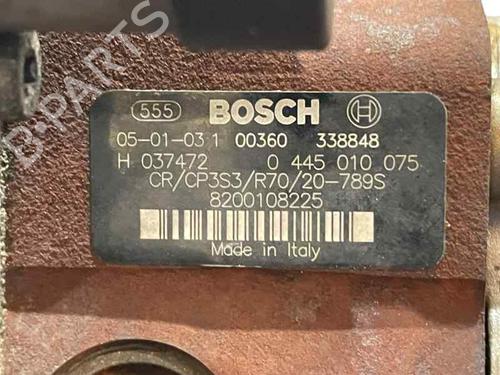 B-PARTS
555 BOSCH
05-01-03 1 00360 338848
H 037472 0 445 010 075
CR/CP3S3/R70/20-789S
8200108225
Made in Italy